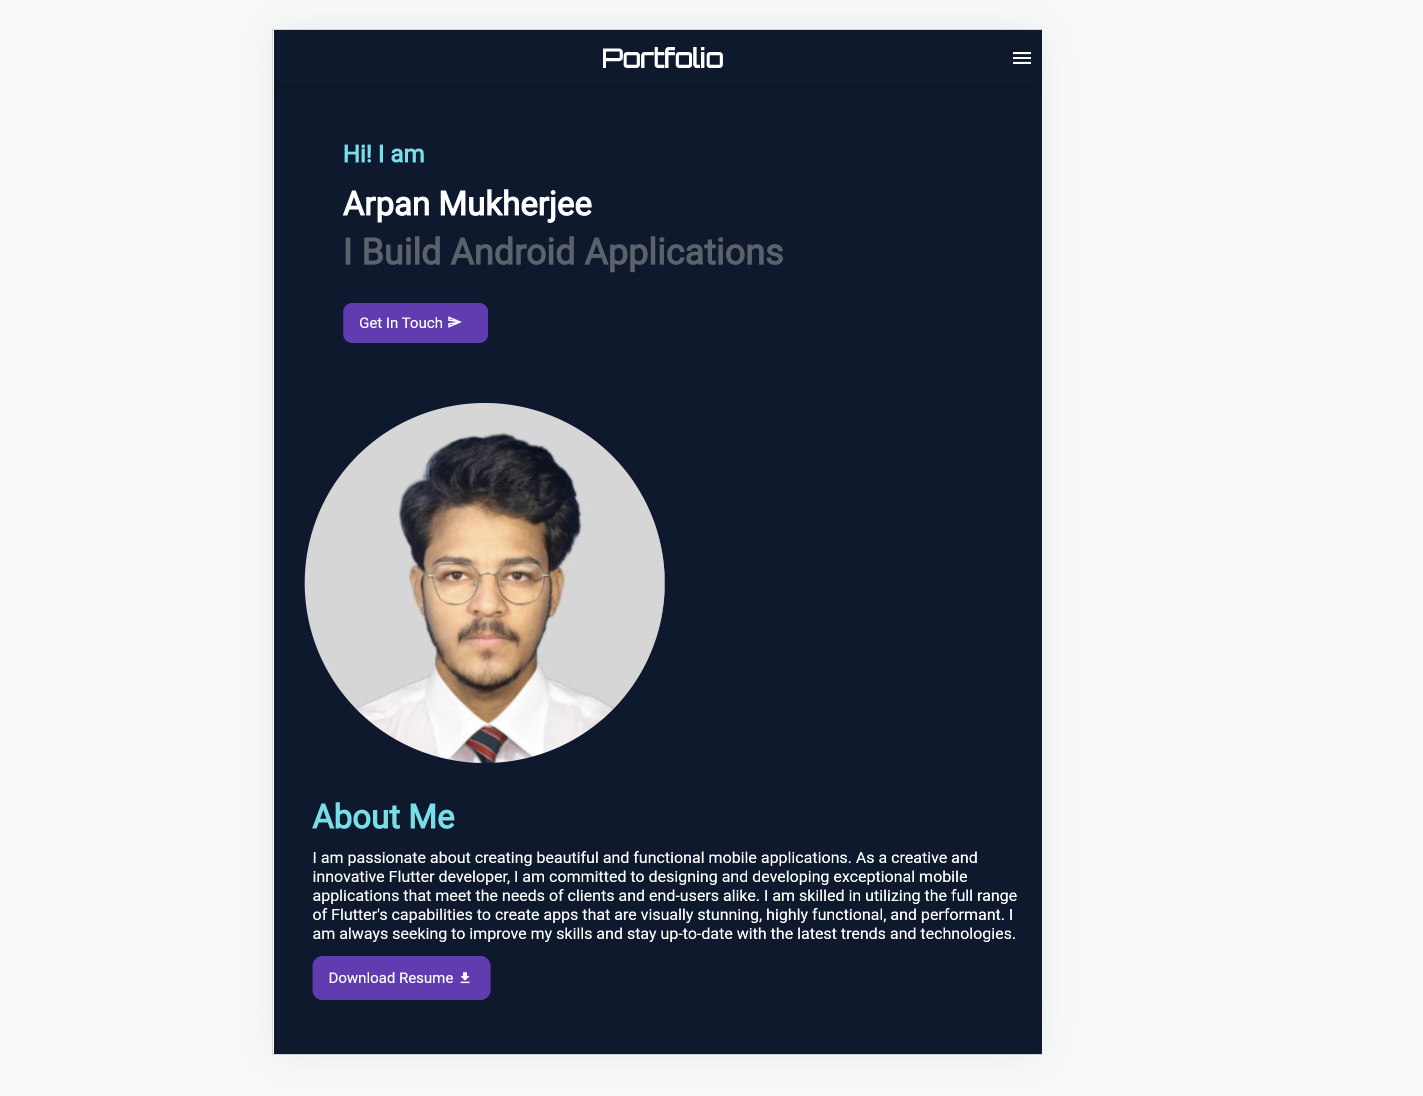 Portfolio
Hi! I am
Arpan Mukherjee
I Build Android Applications
Get In Touch
About Me
I am passionate about creating beautiful and functional mobile applications. As a creative and
innovative Flutter developer, I am committed to designing and developing exceptional mobile
applications that meet the needs of clients and end-users alike. I am skilled in utilizing the full range
of Flutter's capabilities to create apps that are visually stunning, highly functional, and performant. I
am always seeking to improve my skills and stay up-to-date with the latest trends and technologies.
Download Resume